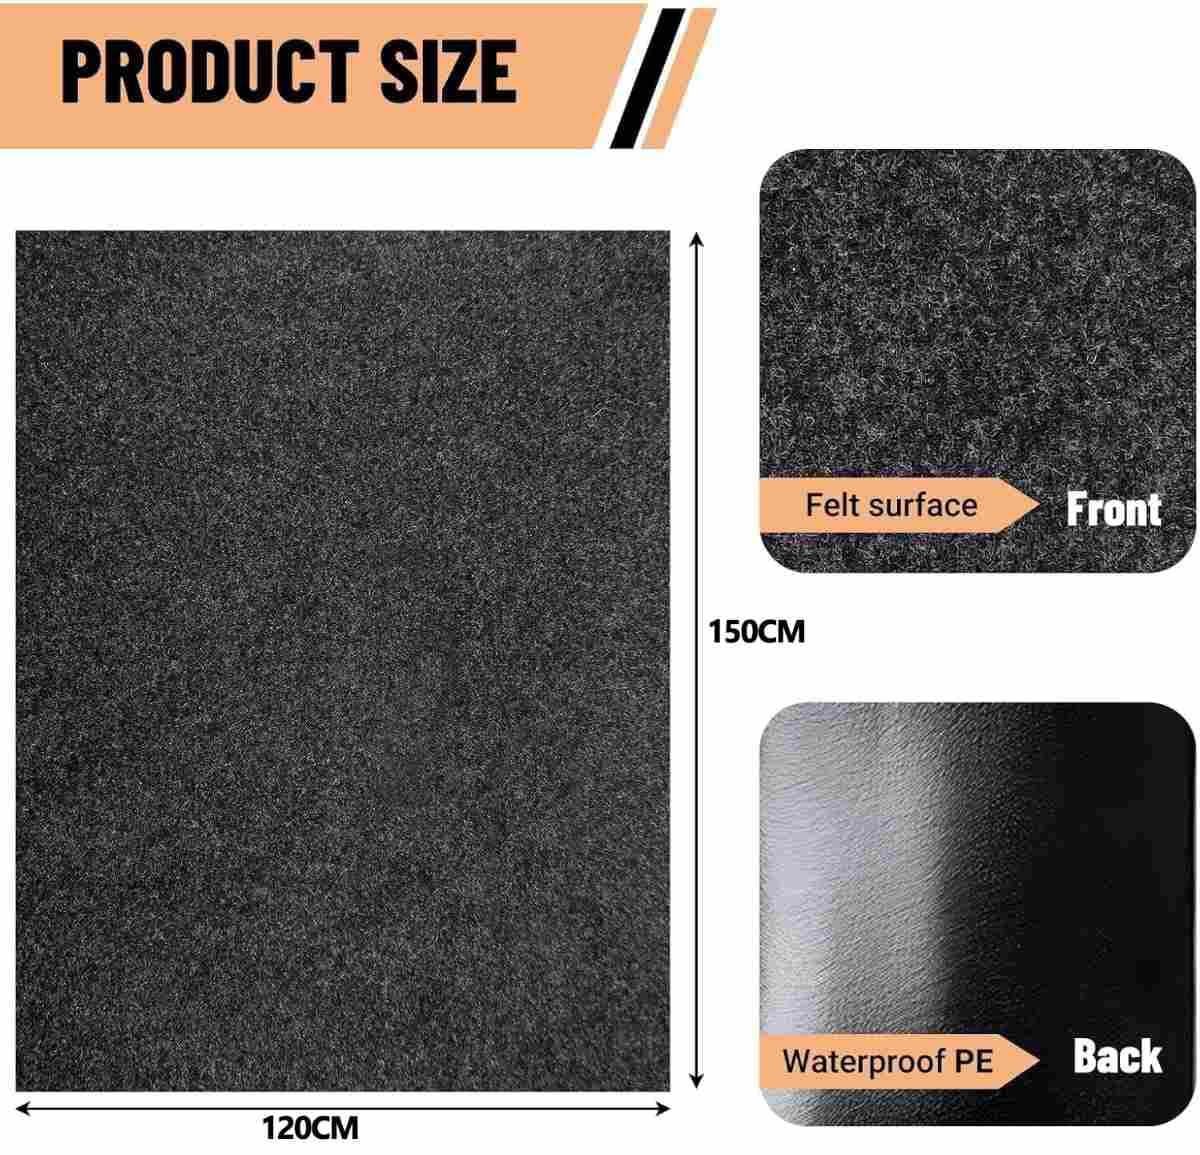 PRODUCT SIZE
Felt surface
Front
150CM
Waterproof PE
Back
120CM